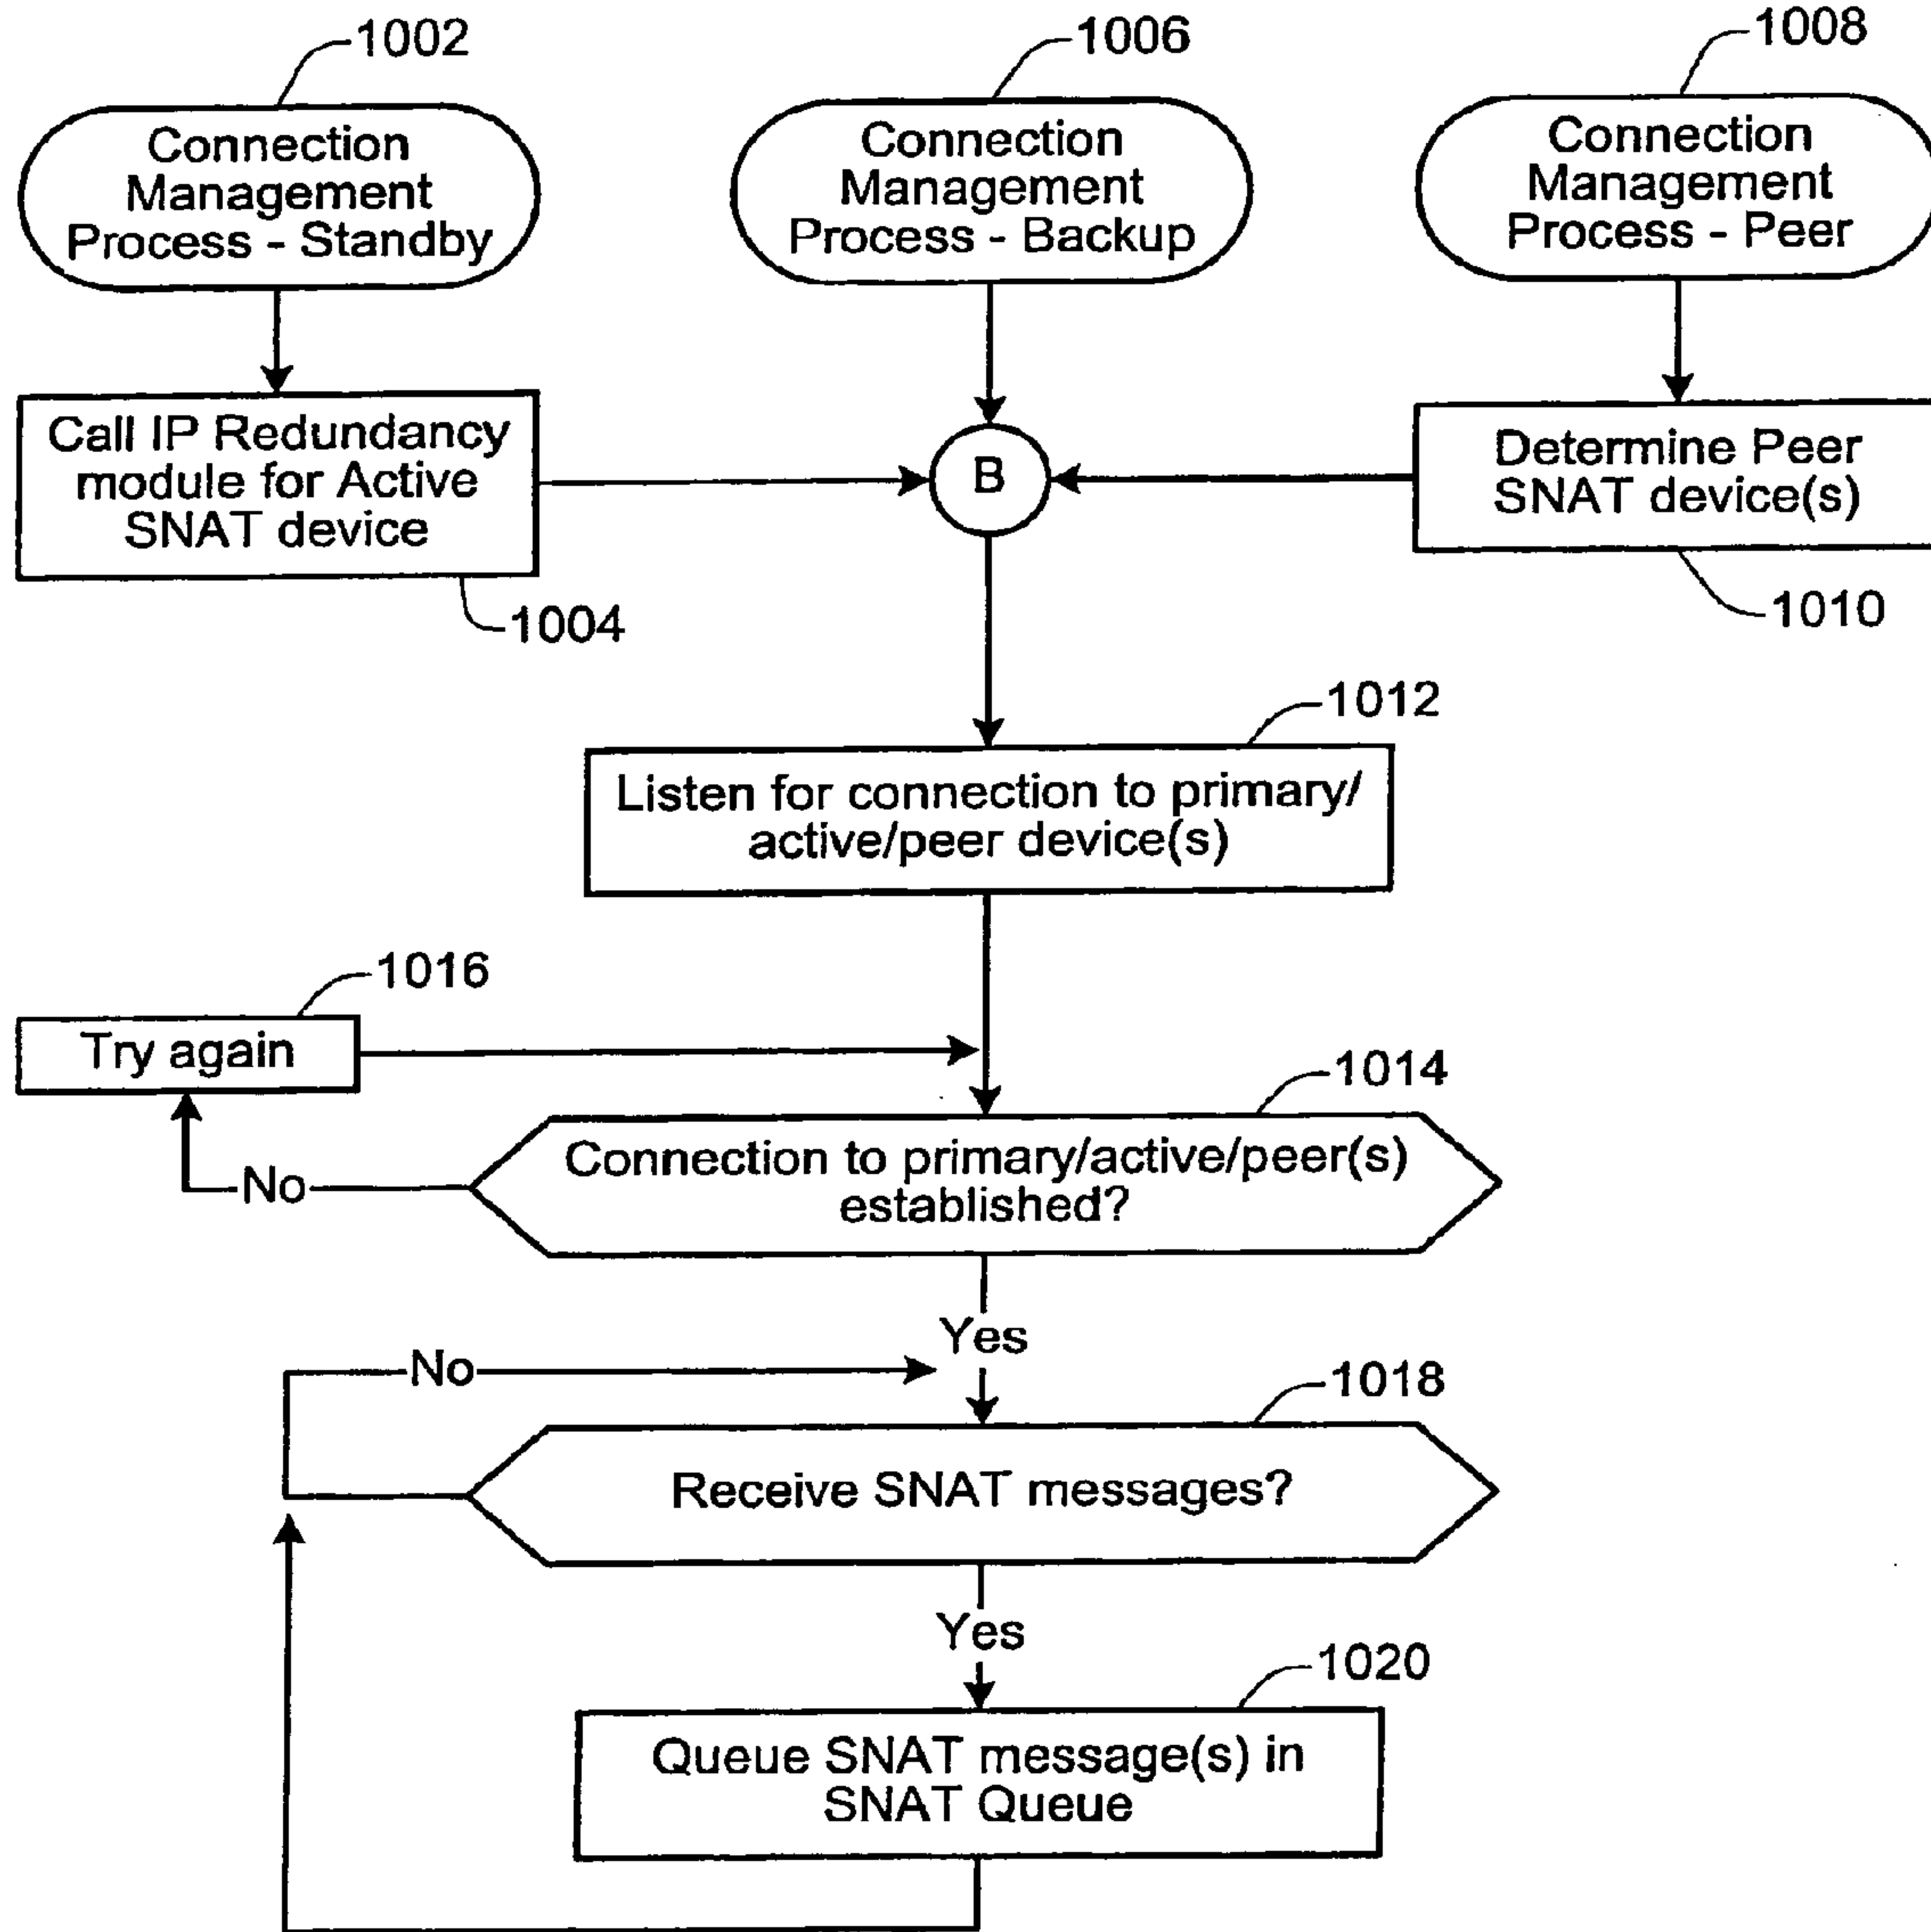 1002
1006
1008
Connection
Management
Process - Standby
Connection
Management
Process - Backup
Connection
Management
Process - Peer
Call IP Redundancy
module for Active
SNAT device
B
Determine Peer
SNAT device(s)
1004
1010
1012
Listen for connection to primary/
active/peer device(s)
1016
Try again
1014
Connection to primary/active/peer(s)
established?
No
Yes
No
1018
Receive SNAT messages?
Yes
1020
Queue SNAT message(s) in
SNAT Queue